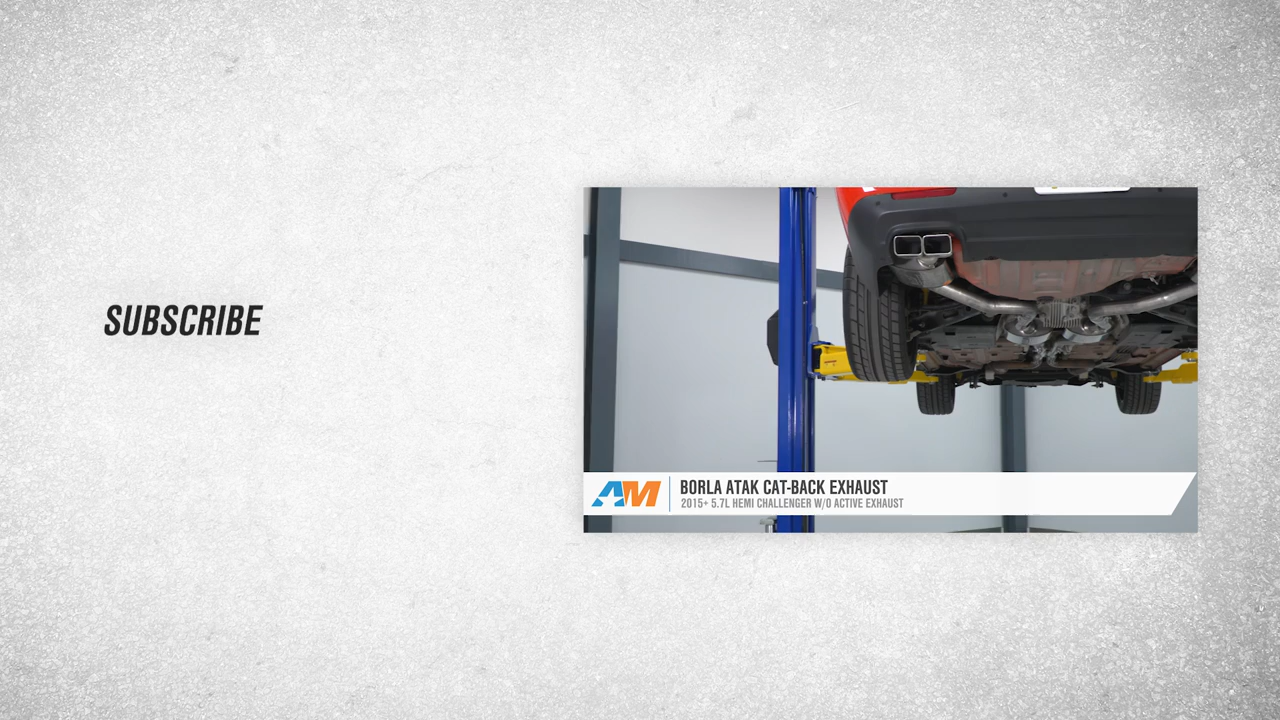 SUBSCRIBE
AM
BORLA ATAK CAT-BACK EXHAUST
2015+ 5.7L HEMI CHALLENGER W/O ACTIVE EXHAUST